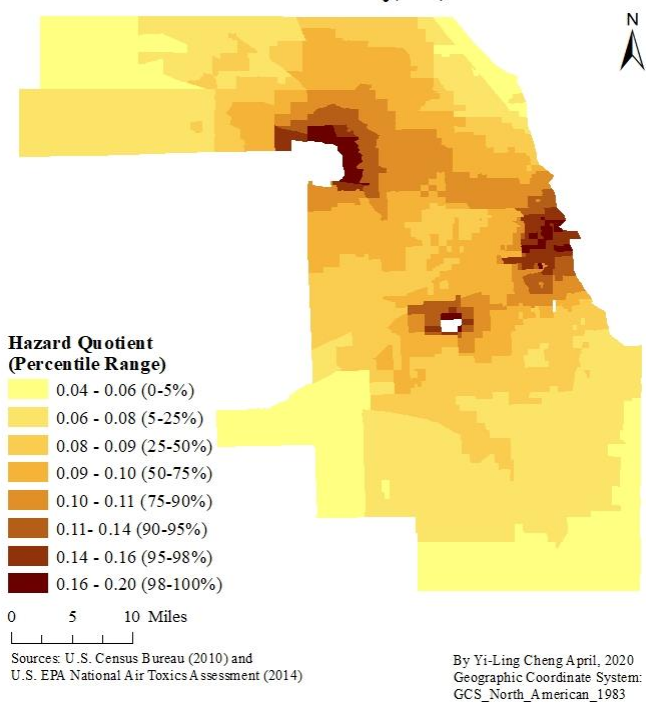 N
Hazard Quotient
(Percentile Range)
0.04 - 0.06 (0-5%)
0.06 - 0.08 (5-25%)
0.08 - 0.09 (25-50%)
0.09 - 0.10 (50-75%)
0.10 - 0.11 (75-90%)
0.11- 0.14 (90-95%)
0.14 - 0.16 (95-98%)
0.16 - 0.20 (98-100%)
0 5 10 Miles
Sources: U.S. Census Bureau (2010) and
U.S. EPA National Air Toxics Assessment (2014)
By Yi-Ling Cheng April, 2020
Geographic Coordinate System:
GCS_North_American_1983